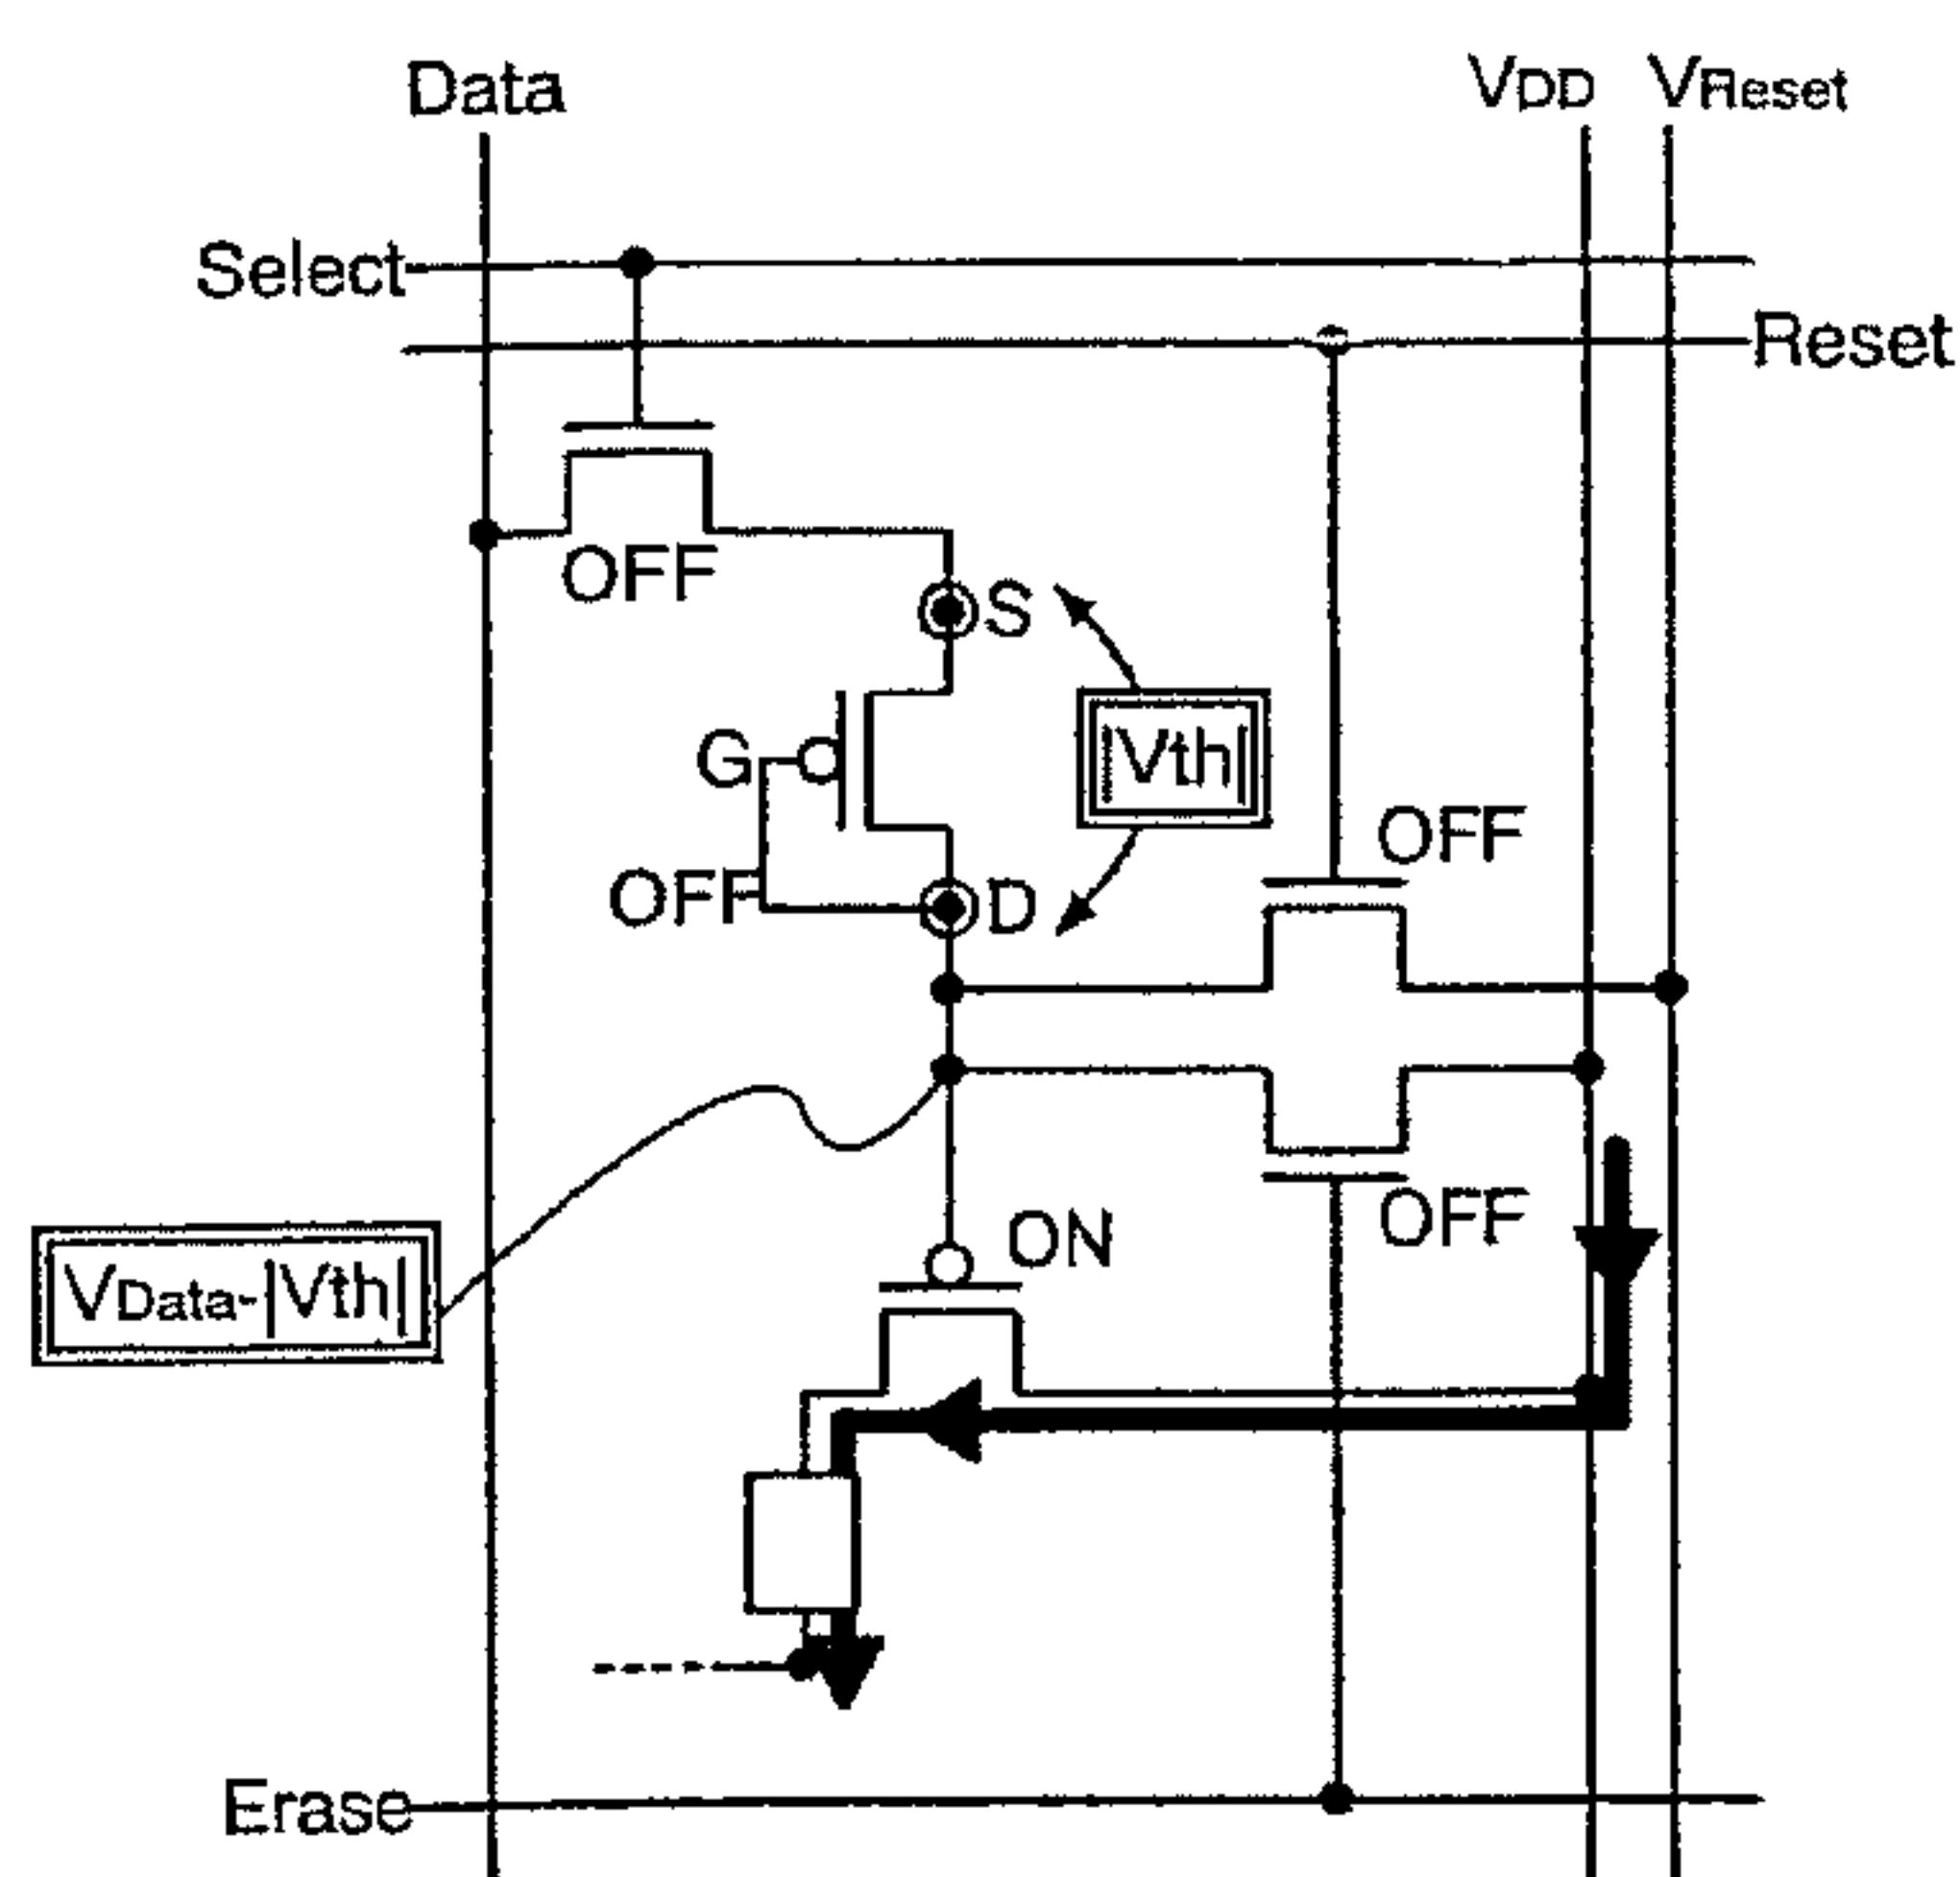 Data
VDD
VReset
Select
Reset
OFF
S
G
|Vth|
OFF
OFF
D
ON
OFF
VData-|Vth|
Erase